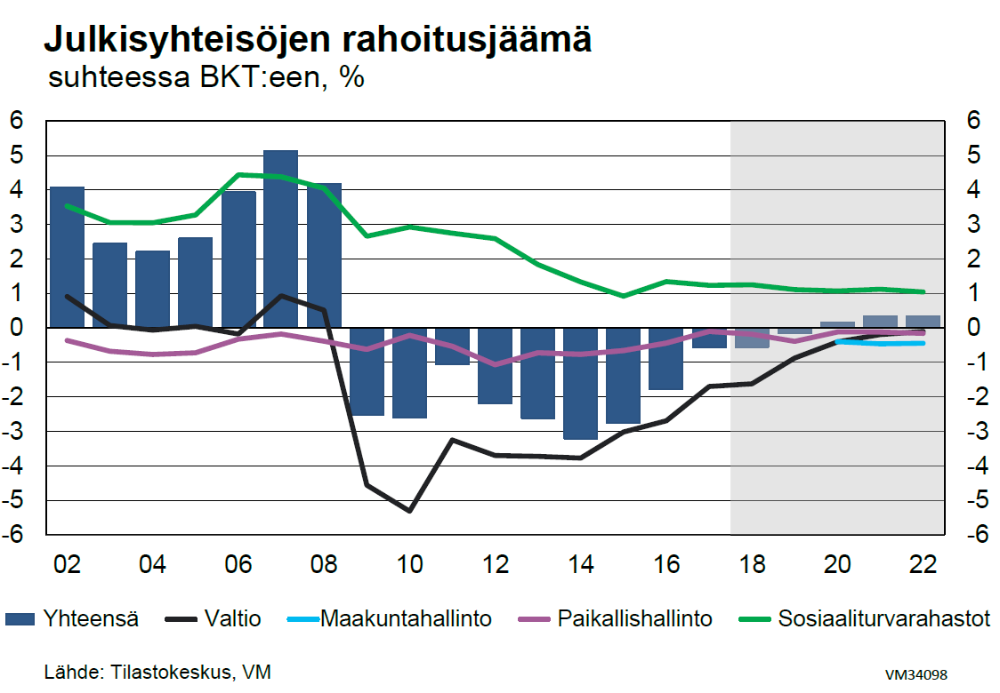 Julkisyhteisöjen rahoitusjäämä
suhteessa BKT:een, %
6 6
5 5
4 4
3 3
2 2
1 1
0 0
-1 -1
-2 -2
-3 -3
-4 -4
-5 -5
-6 -6
02 04 06 08 10 12 14 16 18 20 22
Yhteensä Valtio Maakuntahallinto Paikallishallinto Sosiaaliturvarahastot
Lähde: Tilastokeskus, VM VM34098